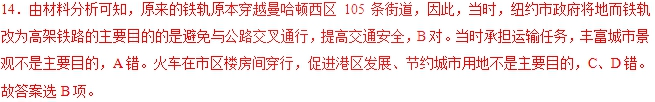 14．由材料分析可知，原来的铁轨原本穿越曼哈顿西区 105 条街道，因此，当时，纽约市政府将地而铁轨
改为高架铁路的主要目的的是避免与公路交叉通行，提高交通安全，B 对。当时承担运输任务，丰富城市景
观不是主要目的，A 错。火车在市区楼房间穿行，促进港区发展、节约城市用地不是主要目的，C、D 错。
故答案选 B 项。